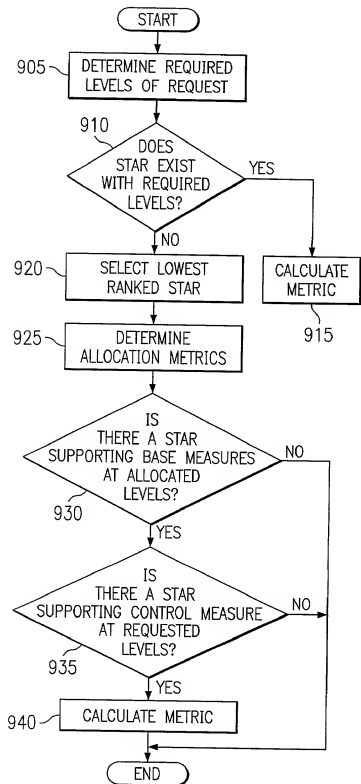 START
905
DETERMINE REQUIRED
LEVELS OF REQUEST
910
DOES
STAR EXIST
WITH REQUIRED
LEVELS?
YES
NO
920
SELECT LOWEST
RANKED STAR
CALCULATE
METRIC
915
925
DETERMINE
ALLOCATION METRICS
IS
THERE A STAR
SUPPORTING BASE MEASURES
AT ALLOCATED
LEVELS?
NO
930
YES
IS
THERE A STAR
SUPPORTING CONTROL MEASURE
AT REQUESTED
LEVELS?
NO
935
YES
940
CALCULATE METRIC
END